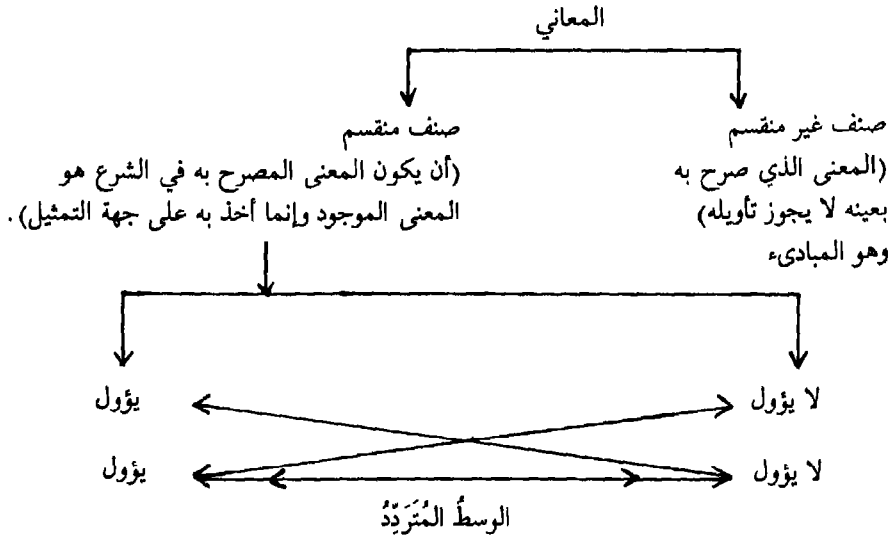 المعاني
صنف غير منقسم
(المعنى الذي صرح به
بعينه لا يجوز تأويله)
وهو المبادىء
صنف منقسم
(أن يكون المعنى المصرح به في الشرع هو
المعنى الموجود وإنما أخذ به على جهة التمثيل).
لا يؤول
يؤول
لا يؤول
يؤول
الوسطُ المُتَرَدِّدُ